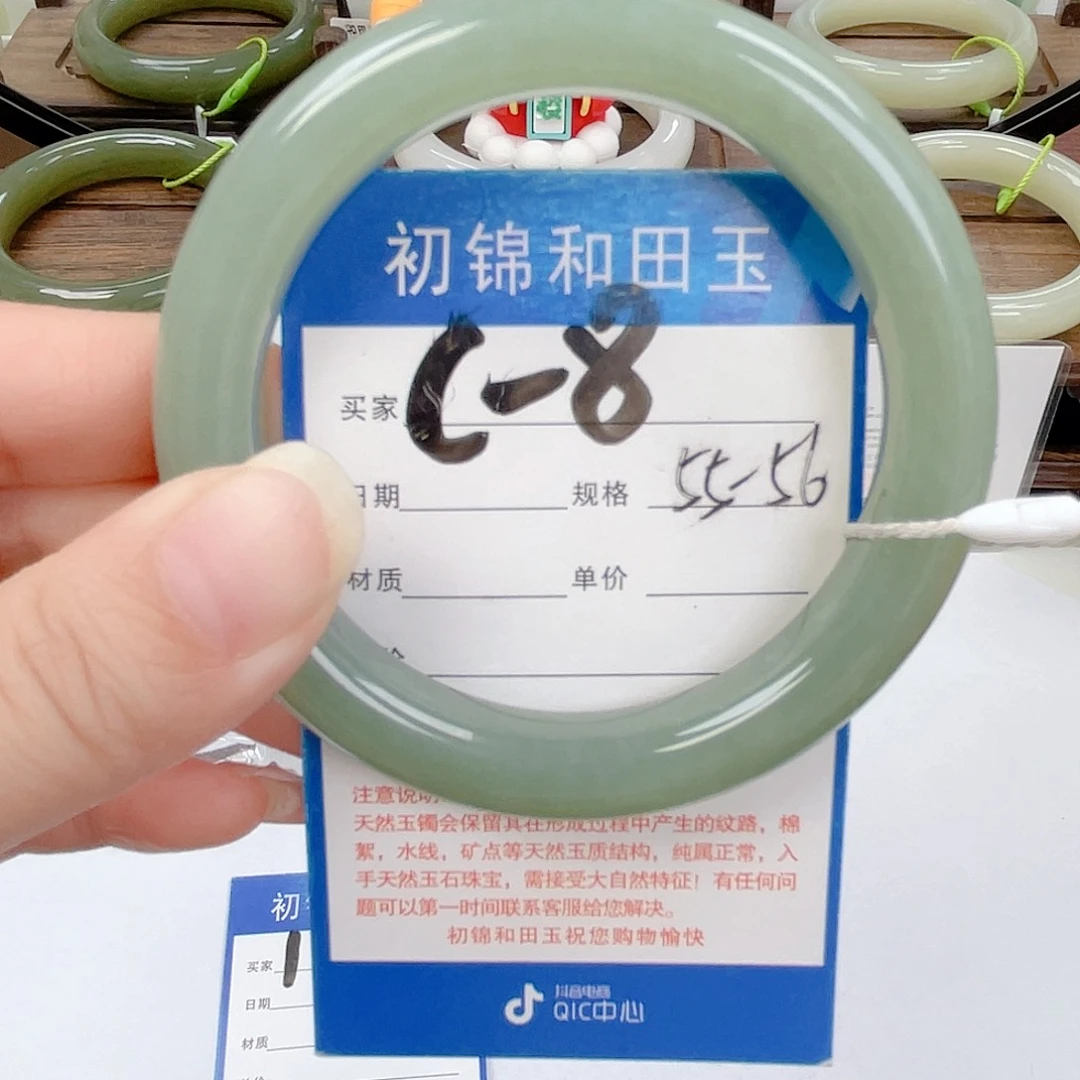 初锦和田玉
C-8
买家
日期 规格 55-56
材质 单价
注意说明
天然玉镯会保留其在形成过程中产生的紋路，棉
絮，水线，矿点等天然玉质结构，纯属正常，入
手天然玉石珠宝，需接受大自然特征！有任何问
题可以第一时间联系客服给您解决。
初锦和田玉祝您购物愉快
抖音电商
QIC中心
初
买家
日期
材质